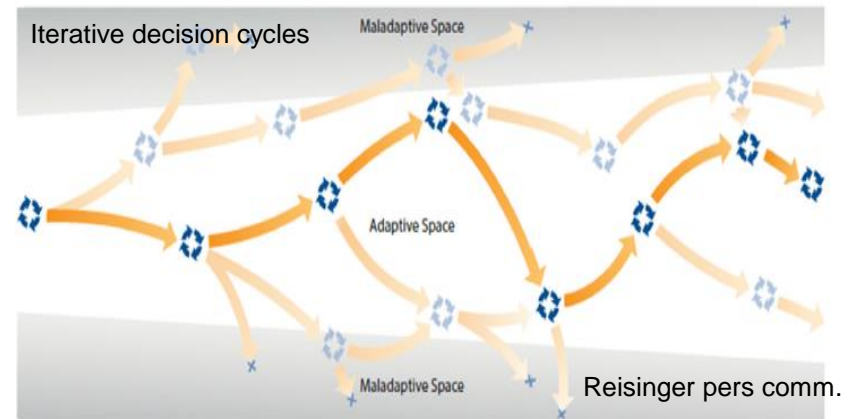 Iterative decision cycles
Maladaptive Space
Adaptive Space
Maladaptive Space
Reisinger pers comm.